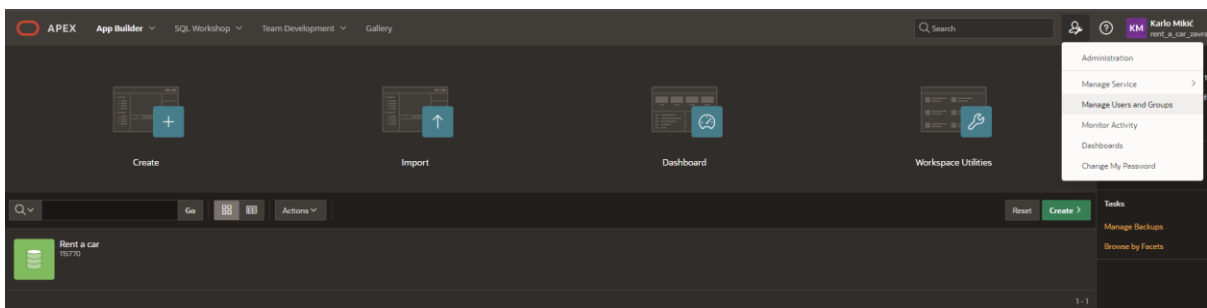 APEX App Builder SQL Workshop Team Development Gallery Search Karlo Mikić
KM
Administration
Manage Service
Manage Users and Groups
Monitor Activity
Dashboards
Change My Password
Create Import Dashboard Workspace Utilities
Go Actions Reset Create
Tasks
Manage Backups
Browse by Facets
Rent a car
115770
1 - 1